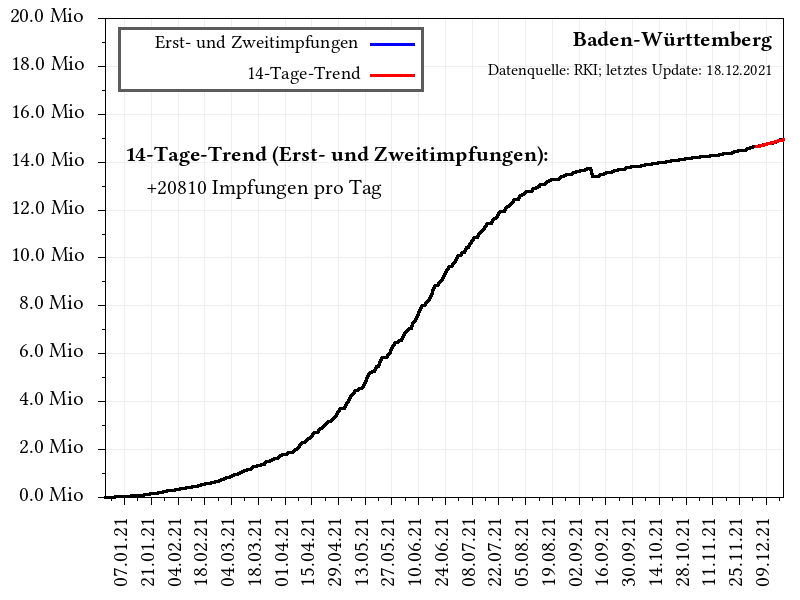 20.0 Mio
18.0 Mio
16.0 Mio
14.0 Mio
12.0 Mio
10.0 Mio
8.0 Mio
6.0 Mio
4.0 Mio
2.0 Mio
0.0 Mio
Erst- und Zweitimpfungen
14-Tage-Trend
Baden-Württemberg
Datenquelle: RKI; letztes Update: 18.12.2021
14-Tage-Trend (Erst- und Zweitimpfungen):
+20810 Impfungen pro Tag
07.01.21
21.01.21
04.02.21
18.02.21
04.03.21
18.03.21
01.04.21
15.04.21
29.04.21
13.05.21
27.05.21
10.06.21
24.06.21
08.07.21
22.07.21
05.08.21
19.08.21
02.09.21
16.09.21
30.09.21
14.10.21
28.10.21
11.11.21
25.11.21
09.12.21